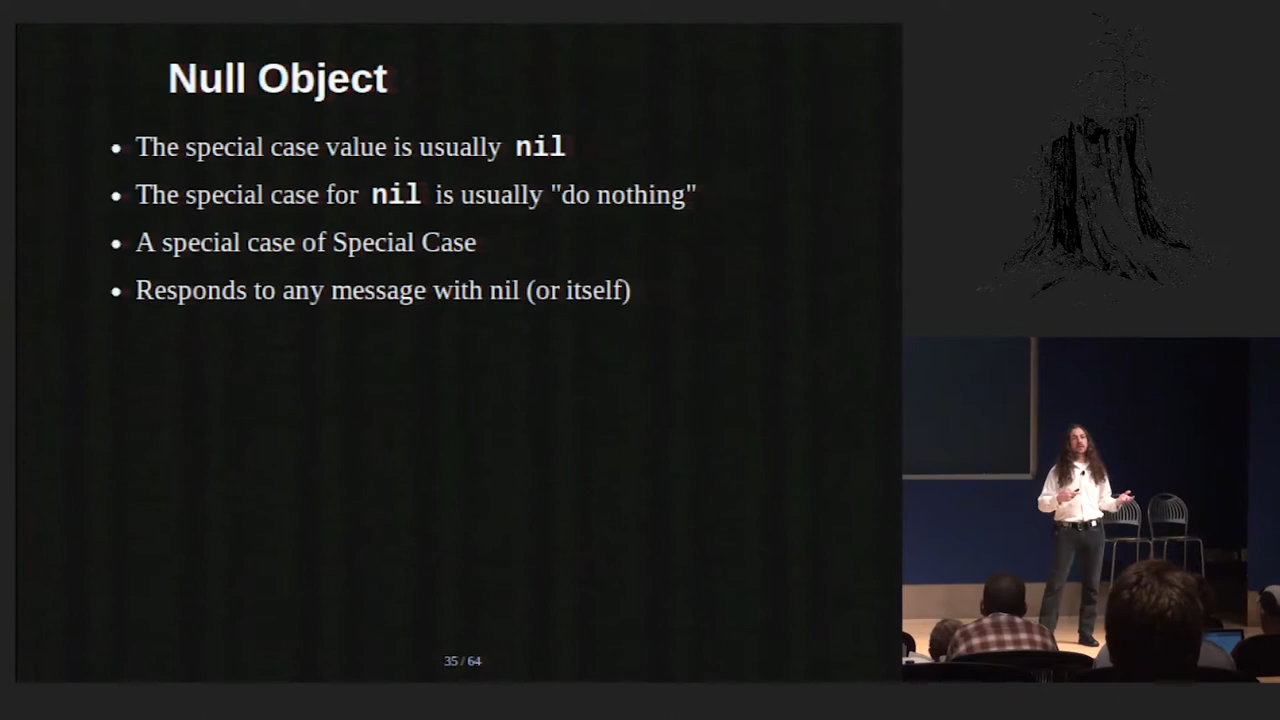 Null Object
• The special case value is usually nil
• The special case for nil is usually "do nothing"
• A special case of Special Case
• Responds to any message with nil (or itself)
35 / 64